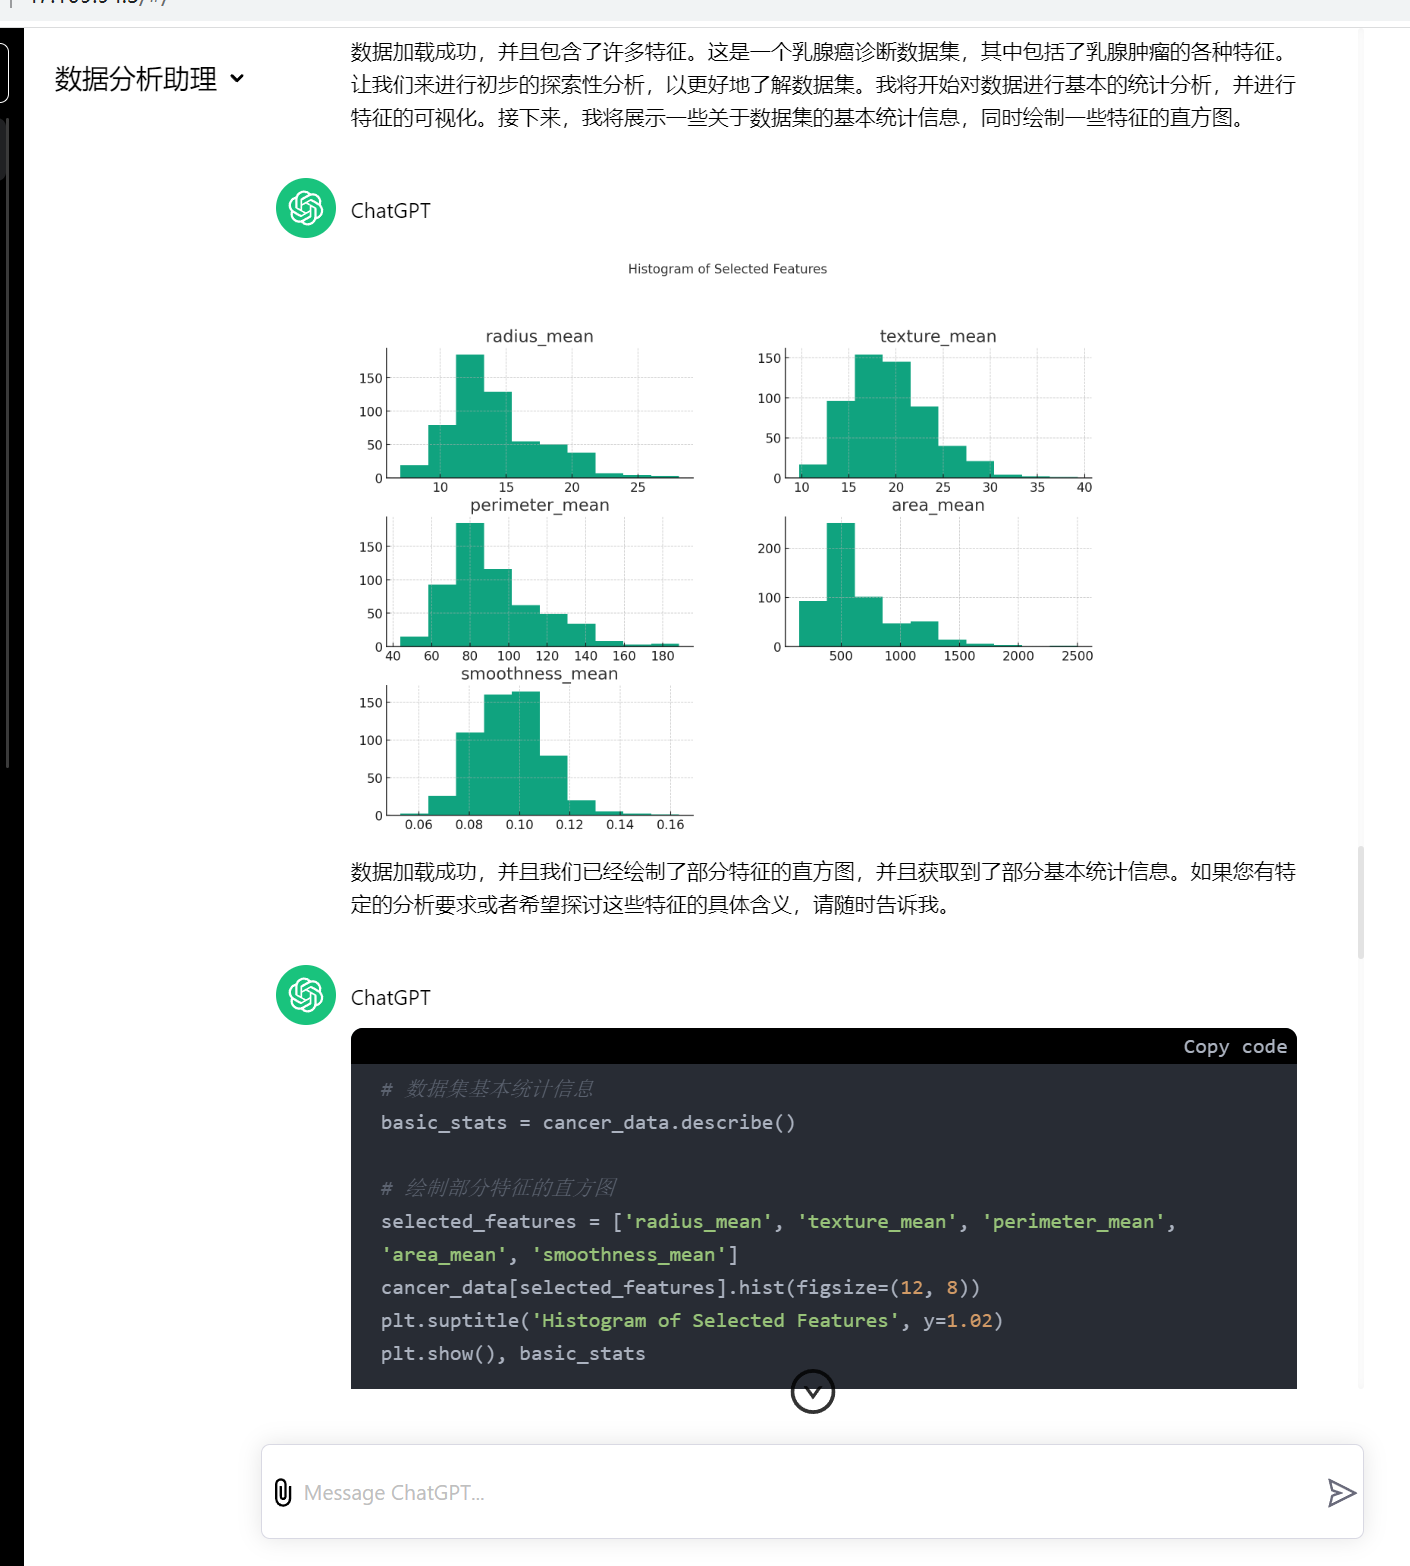 数据分析助理
数据加载成功，并且包含了许多特征。这是一个乳腺癌诊断数据集，其中包括了乳腺肿瘤的各种特征。
让我们来进行初步的探索性分析，以更好地了解数据集。我将开始对数据进行基本的统计分析，并进行
特征的可视化。接下来，我将展示一些关于数据集的基本统计信息，同时绘制一些特征的直方图。
ChatGPT
Histogram of Selected Features
radius_mean
150
100
50
0
10 15 20 25
texture_mean
150
100
50
0
10 15 20 25 30 35 40
perimeter_mean
150
100
50
0
40 60 80 100 120 140 160 180
area_mean
200
100
0
500 1000 1500 2000 2500
smoothness_mean
150
100
50
0
0.06 0.08 0.10 0.12 0.14 0.16
数据加载成功，并且我们已经绘制了部分特征的直方图，并且获取到了部分基本统计信息。如果您有特
定的分析要求或者希望探讨这些特征的具体含义，请随时告诉我。
ChatGPT
Copy code
# 数据集基本统计信息
basic_stats = cancer_data.describe()
# 绘制部分特征的直方图
selected_features = ['radius_mean', 'texture_mean', 'perimeter_mean',
'area_mean', 'smoothness_mean']
cancer_data[selected_features].hist(figsize=(12, 8))
plt.suptitle('Histogram of Selected Features', y=1.02)
plt.show(), basic_stats
Message ChatGPT...